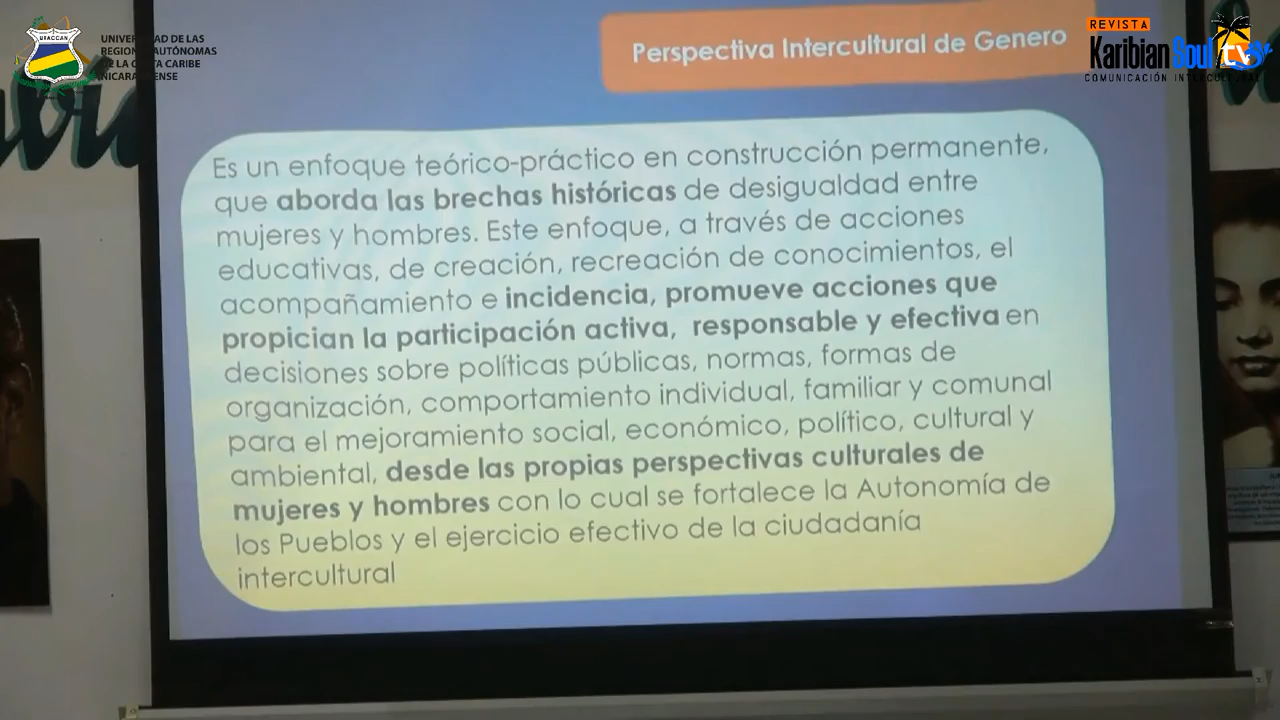 URACCAN
UNIVERSIDAD DE LAS
REGIONES AUTÓNOMAS
DE LA COSTA CARIBE
NICARAGÜENSE
REVISTA
Karibian Soul tv
COMUNICACIÓN INTERCULTURAL
Perspectiva Intercultural de Genero
Es un enfoque teórico-práctico en construcción permanente,
que aborda las brechas históricas de desigualdad entre
mujeres y hombres. Este enfoque, a través de acciones
educativas, de creación, recreación de conocimientos, el
acompañamiento e incidencia, promueve acciones que
propician la participación activa, responsable y efectiva en
decisiones sobre políticas públicas, normas, formas de
organización, comportamiento individual, familiar y comunal
para el mejoramiento social, económico, político, cultural y
ambiental, desde las propias perspectivas culturales de
mujeres y hombres con lo cual se fortalece la Autonomía de
los Pueblos y el ejercicio efectivo de la ciudadanía
intercultural